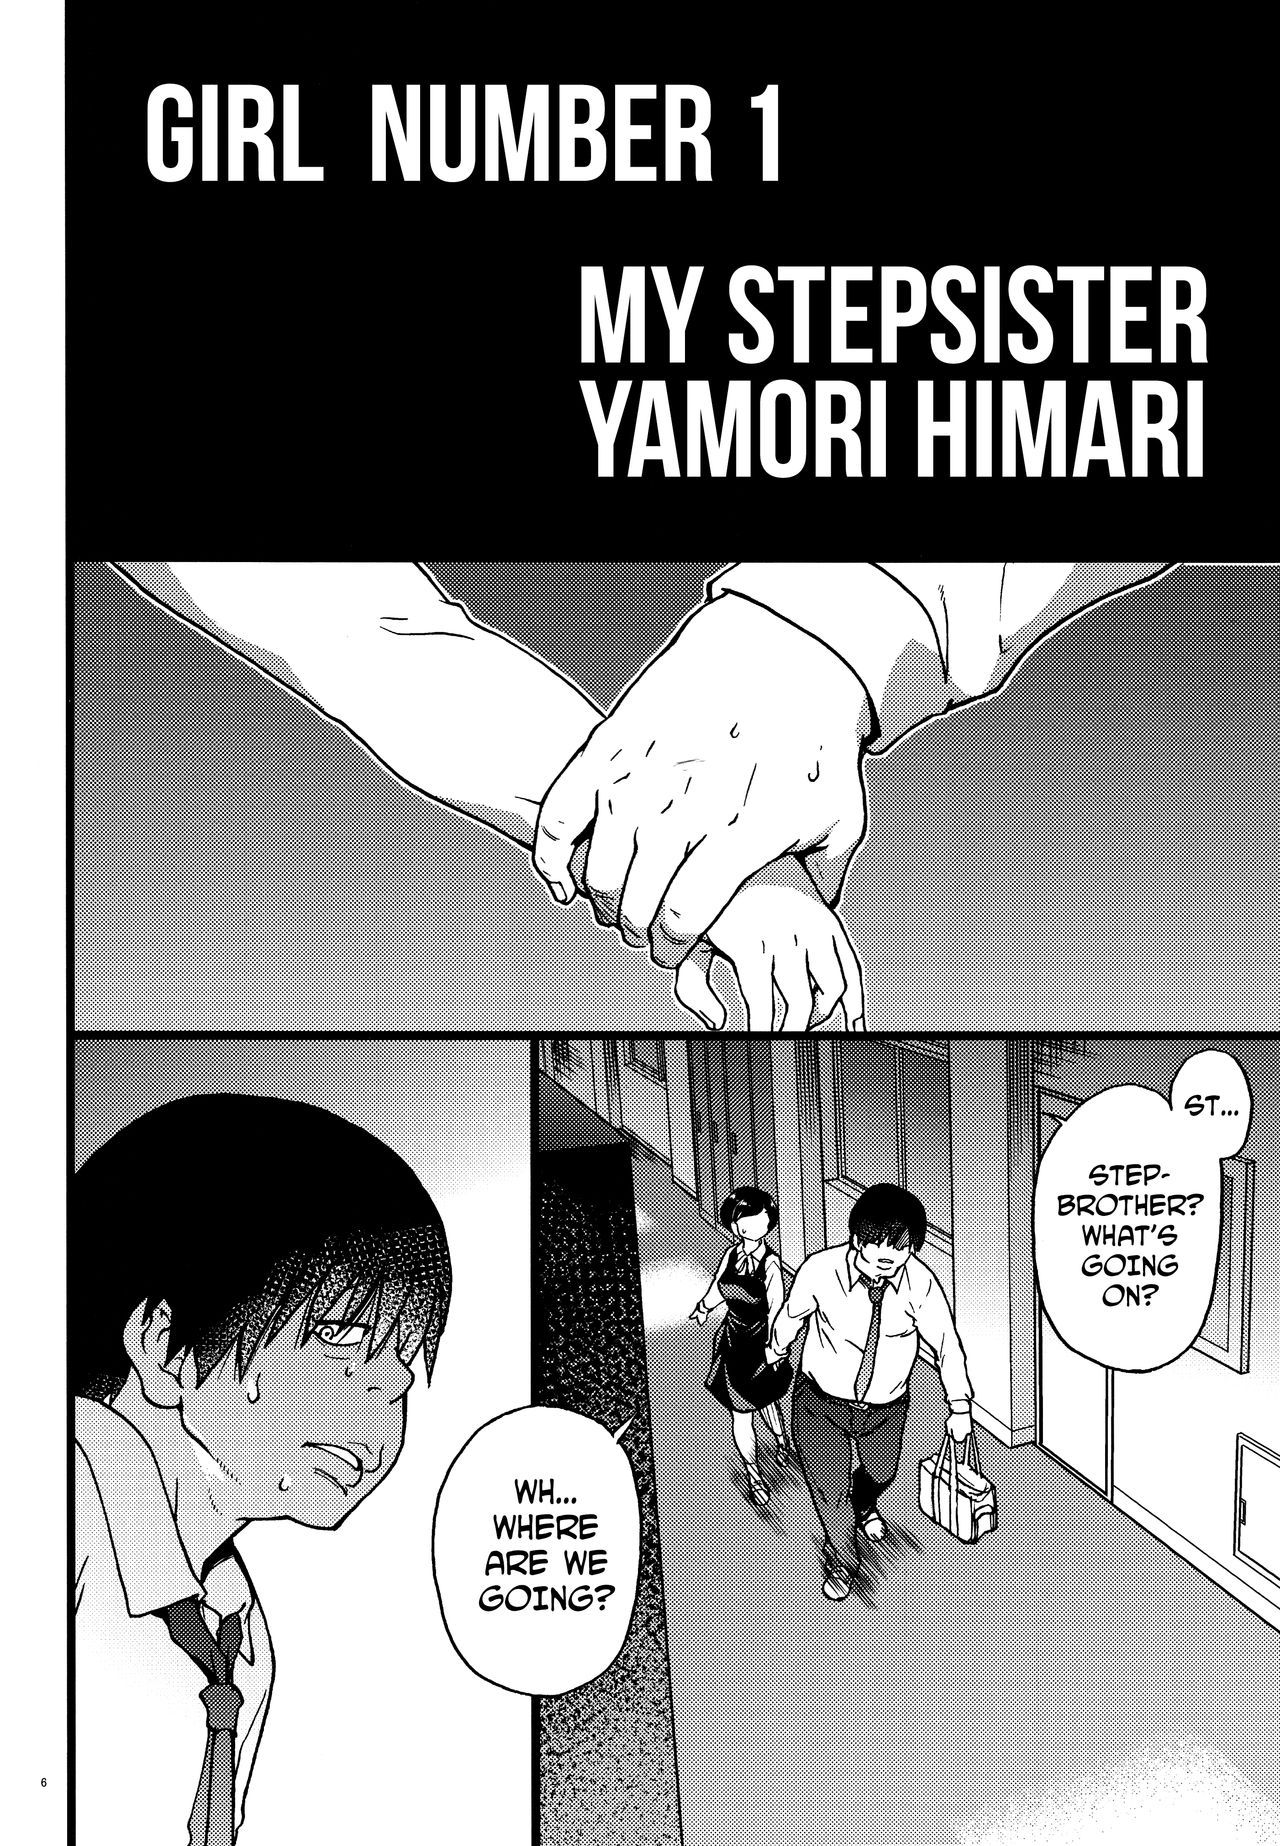 GIRL NUMBER 1
MY STEPSISTER
YAMORI HIMARI
ST...
STEP-
BROTHER?
WHAT'S
GOING
ON?
WH...
WHERE
ARE WE
GOING?
6